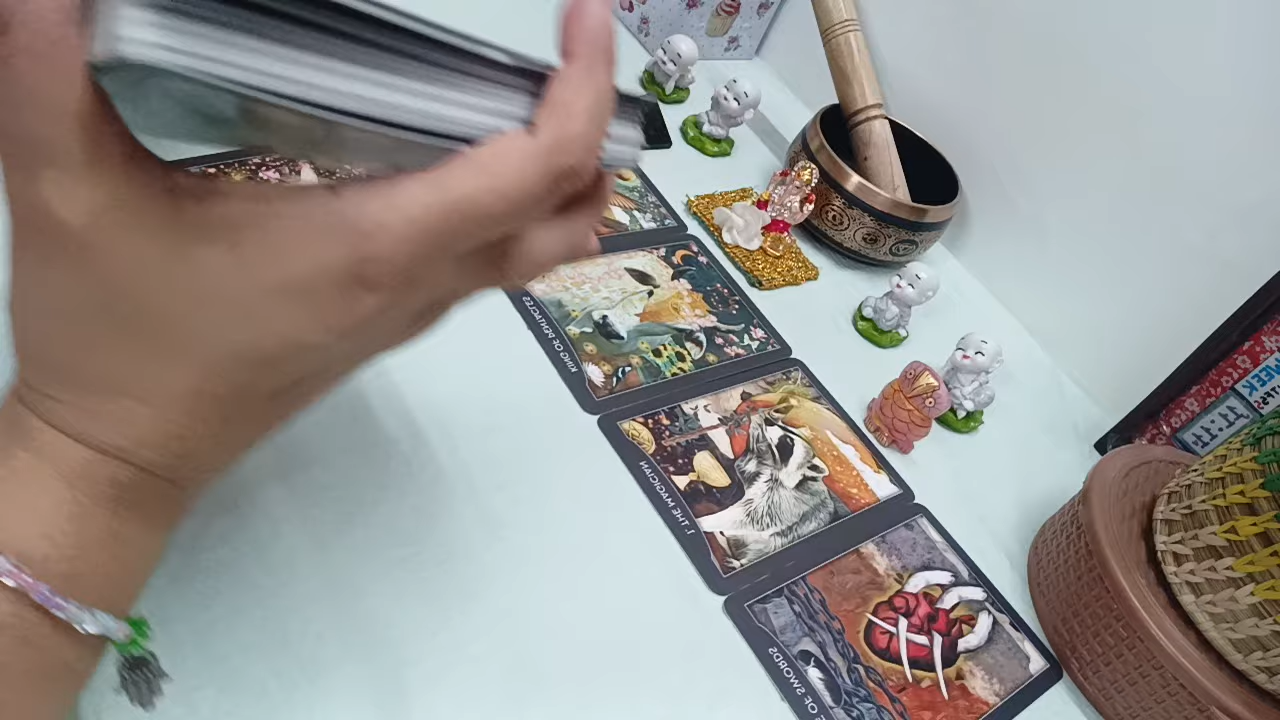 KING OF PENTACLES
I. THE MAGICIAN
E OF SWORDS
WEEK
11:11